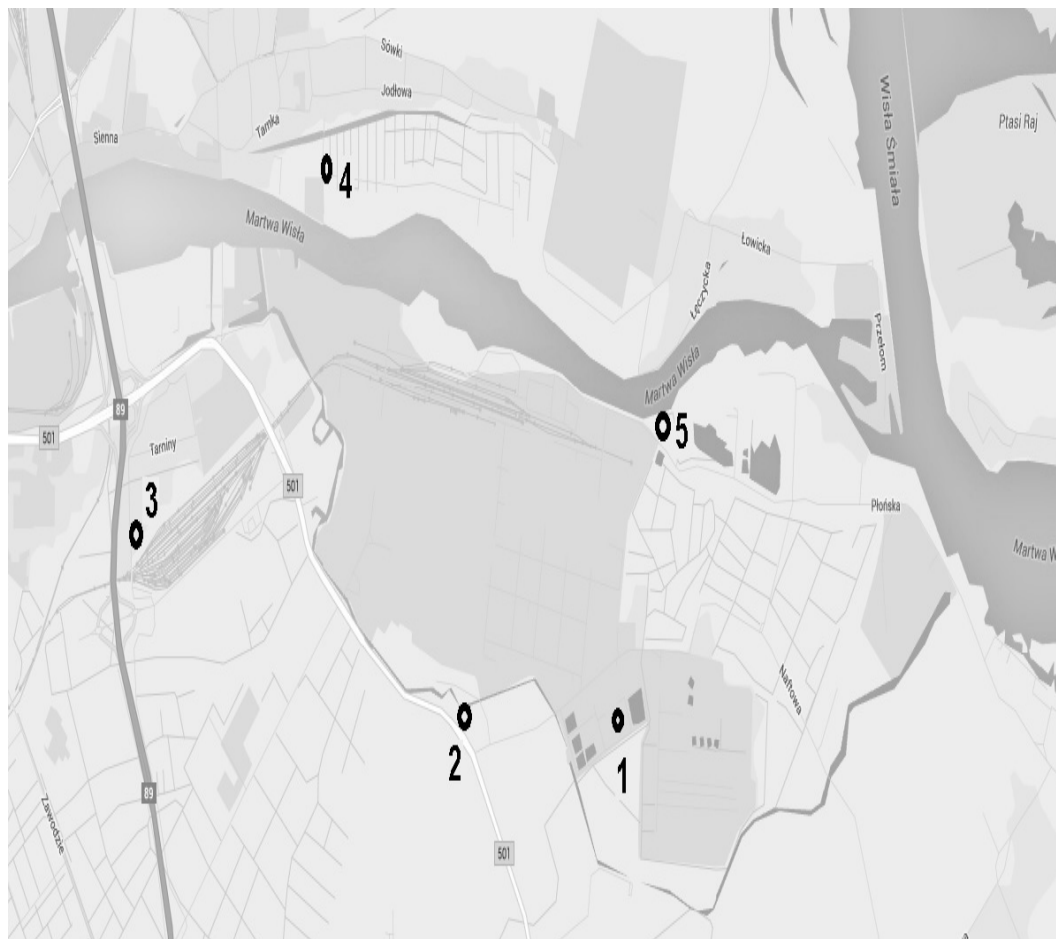 Sówki
Jodłowa
Tamka
Sienna
Wisła Śmiała
Ptasi Raj
4
Martwa Wisła
Łowicka
Łęczycka
Przełom
Martwa Wisła
89
501
Tarniny
5
501
3
Płońska
Martwa W
Naftowa
2
1
89
Zawodzie
501